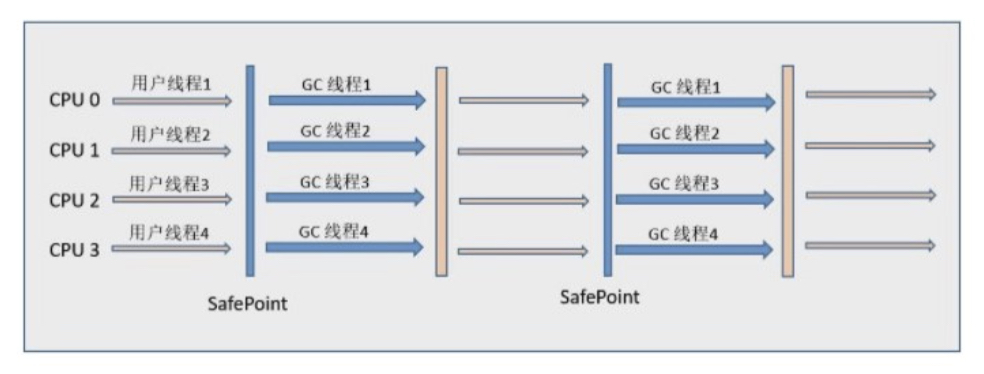 用户线程1 GC 线程1 GC 线程1
CPU 0
用户线程2 GC 线程2 GC 线程2
CPU 1
用户线程3 GC 线程3 GC 线程3
CPU 2
用户线程4 GC 线程4 GC 线程4
CPU 3
SafePoint SafePoint